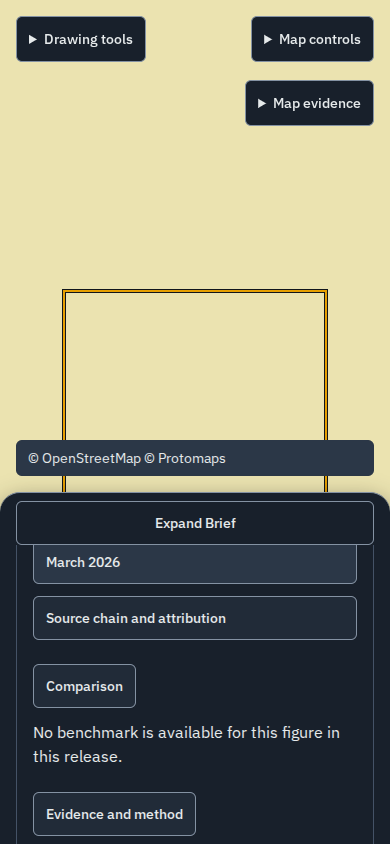 Drawing tools
Map controls
Map evidence
© OpenStreetMap © Protomaps
Expand Brief
March 2026
Source chain and attribution
Comparison
No benchmark is available for this figure in
this release.
Evidence and method